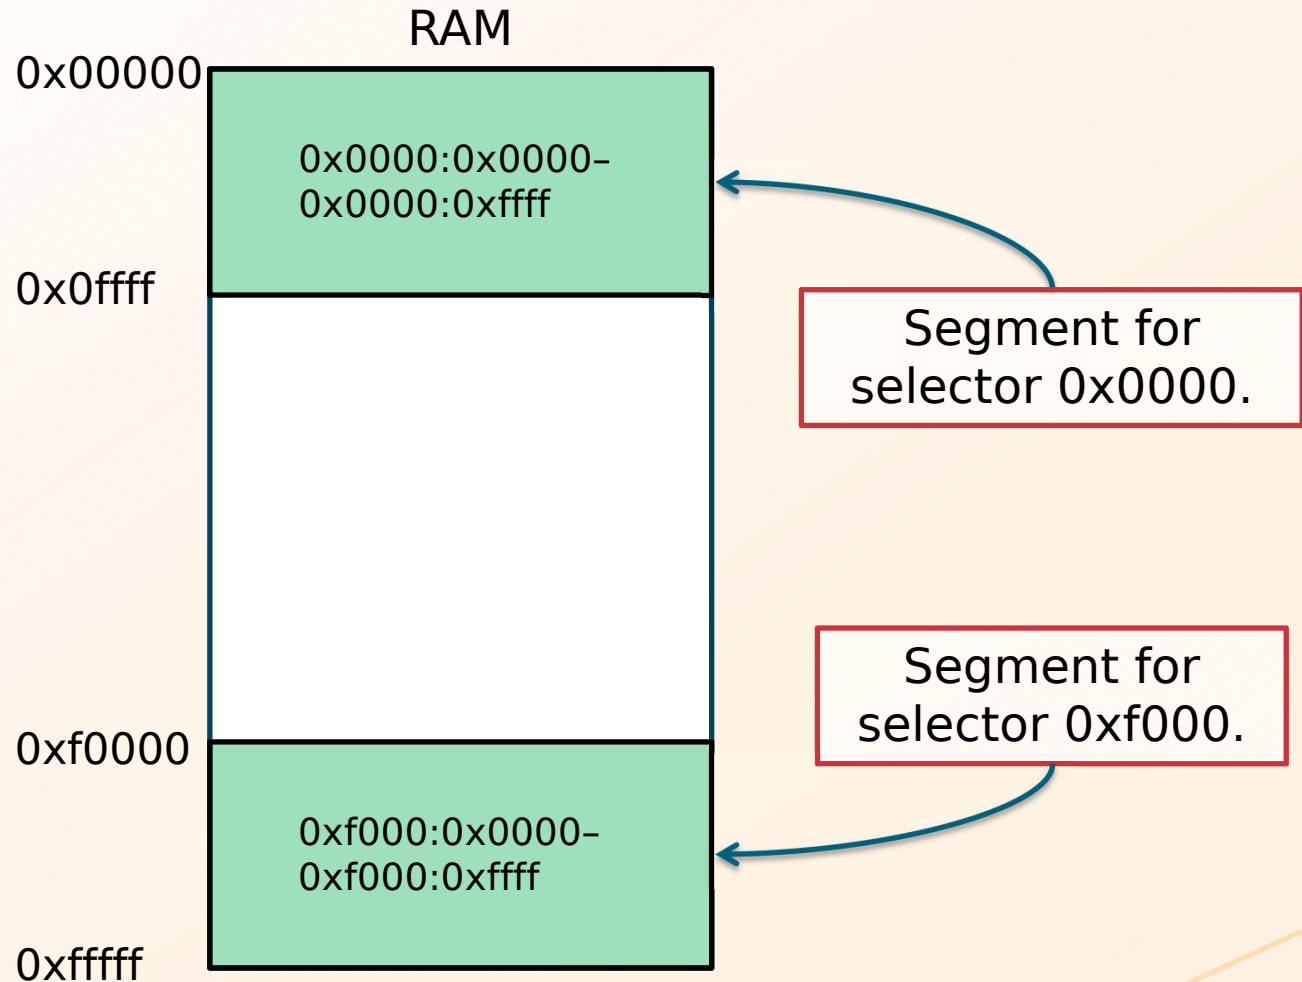 RAM
0x00000
0x0000:0x0000–
0x0000:0xffff
0x0ffff
Segment for
selector 0x0000.
Segment for
selector 0xf000.
0xf0000
0xf000:0x0000–
0xf000:0xffff
0xfffff